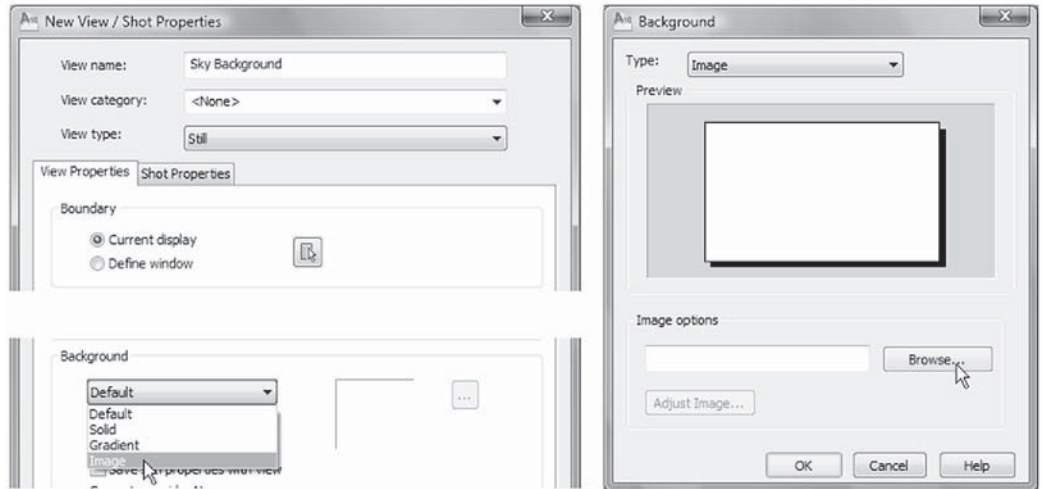 New View / Shot Properties
View name: Sky Background
View category: <None>
View type: Still
View Properties Shot Properties
Boundary
Current display
Define window
Background
Default
Default
Solid
Gradient
Image
properties with view
Background
Type: Image
Preview
Image options
Browse...
Adjust Image...
OK Cancel Help